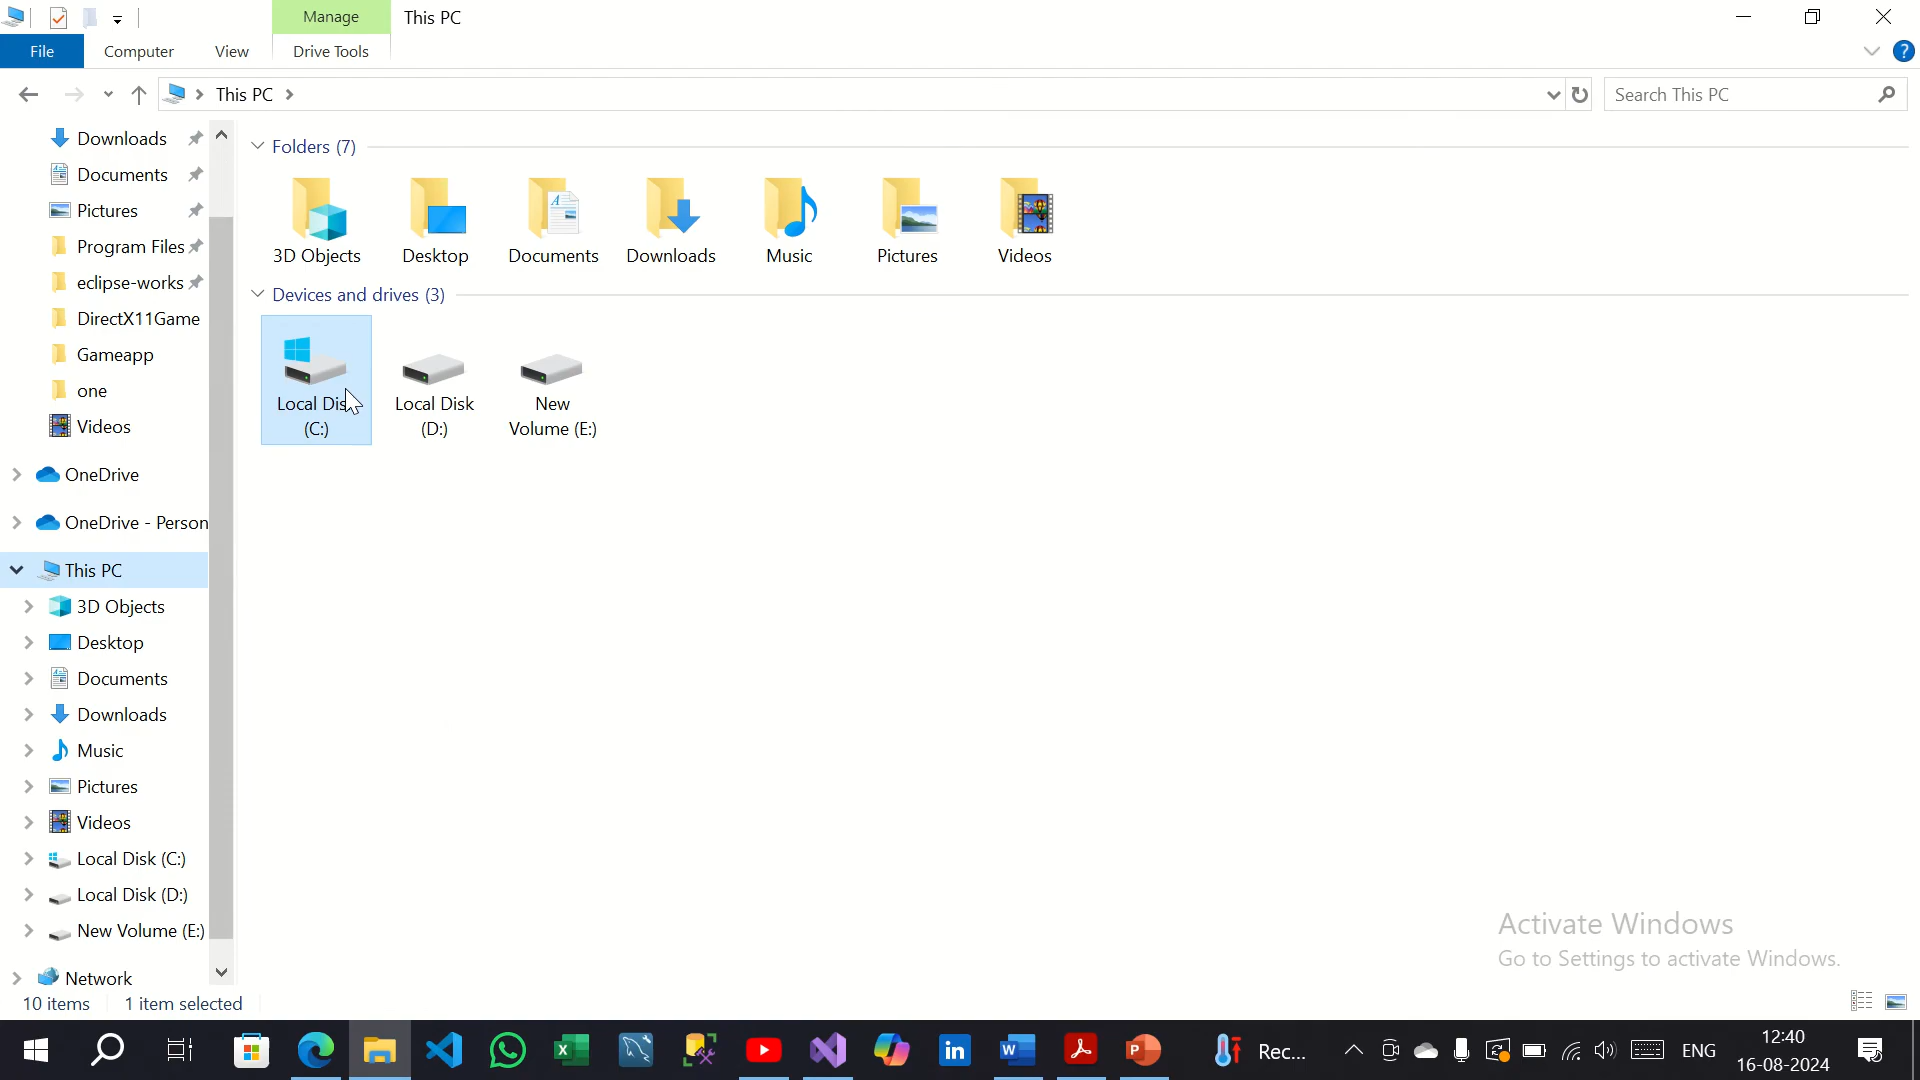 Manage
This PC
File
Computer
View
Drive Tools
This PC
Search This PC
Downloads
Documents
Pictures
Program Files
eclipse-works
DirectX11Game
Gameapp
one
Videos
OneDrive
OneDrive - Person
This PC
3D Objects
Desktop
Documents
Downloads
Music
Pictures
Videos
Local Disk (C:)
Local Disk (D:)
New Volume (E:)
Network
Folders (7)
3D Objects
Desktop
Documents
Downloads
Music
Pictures
Videos
Devices and drives (3)
Local Disk
(C:)
Local Disk
(D:)
New
Volume (E:)
Activate Windows
Go to Settings to activate Windows.
10 items
1 item selected
Rec...
ENG
12:40
16-08-2024